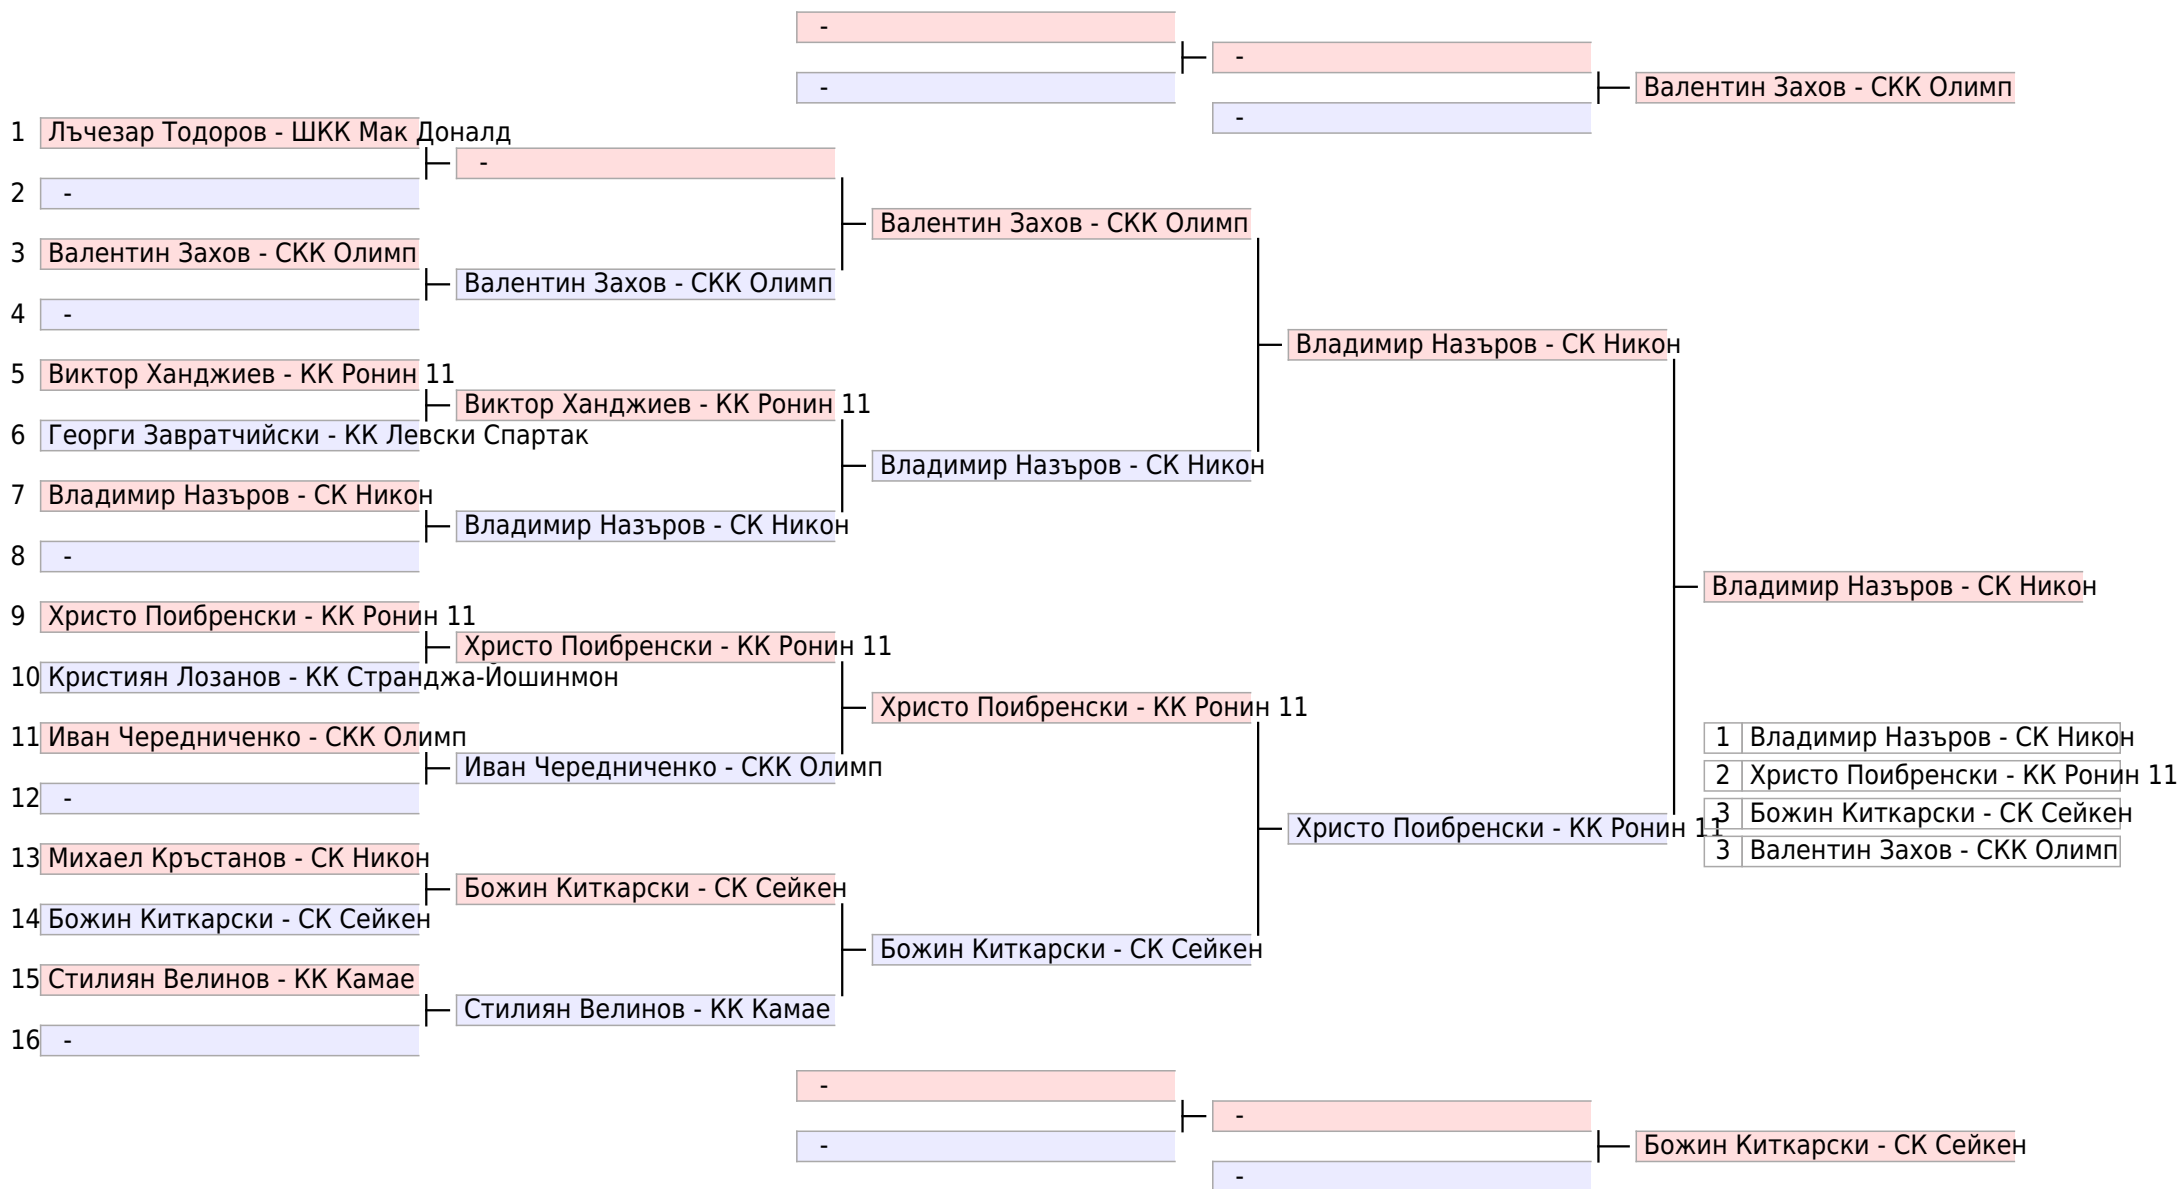 -
-
-
-
Валентин Захов - СКК Олимп
1 Лъчезар Тодоров - ШКК Мак Доналд
2 -
3 Валентин Захов - СКК Олимп
4 -
5 Виктор Ханджиев - КК Ронин 11
6 Георги Завратчийски - КК Левски Спартак
7 Владимир Назъров - СК Никон
8 -
9 Христо Поибренски - КК Ронин 11
10 Кристиян Лозанов - КК Странджа-Йошинмон
11 Иван Чередниченко - СКК Олимп
12 -
13 Михаел Кръстанов - СК Никон
14 Божин Киткарски - СК Сейкен
15 Стилиян Велинов - КК Камае
16 -
-
Валентин Захов - СКК Олимп
Виктор Ханджиев - КК Ронин 11
Владимир Назъров - СК Никон
Христо Поибренски - КК Ронин 11
Иван Чередниченко - СКК Олимп
Божин Киткарски - СК Сейкен
Стилиян Велинов - КК Камае
Валентин Захов - СКК Олимп
Владимир Назъров - СК Никон
Христо Поибренски - КК Ронин 11
Божин Киткарски - СК Сейкен
Владимир Назъров - СК Никон
Христо Поибренски - КК Ронин 11
Владимир Назъров - СК Никон
1 Владимир Назъров - СК Никон
2 Христо Поибренски - КК Ронин 11
3 Божин Киткарски - СК Сейкен
3 Валентин Захов - СКК Олимп
-
-
-
-
Божин Киткарски - СК Сейкен